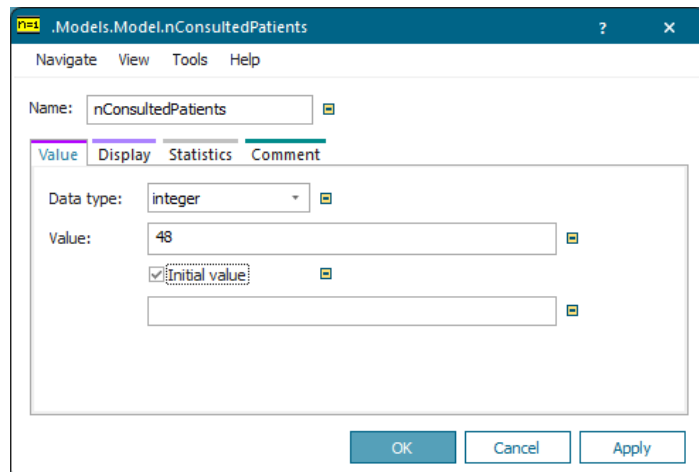 n=1 .Models.Model.nConsultedPatients ? ×
Navigate View Tools Help
Name: nConsultedPatients
Value Display Statistics Comment
Data type: integer
Value: 48
Initial value
OK Cancel Apply